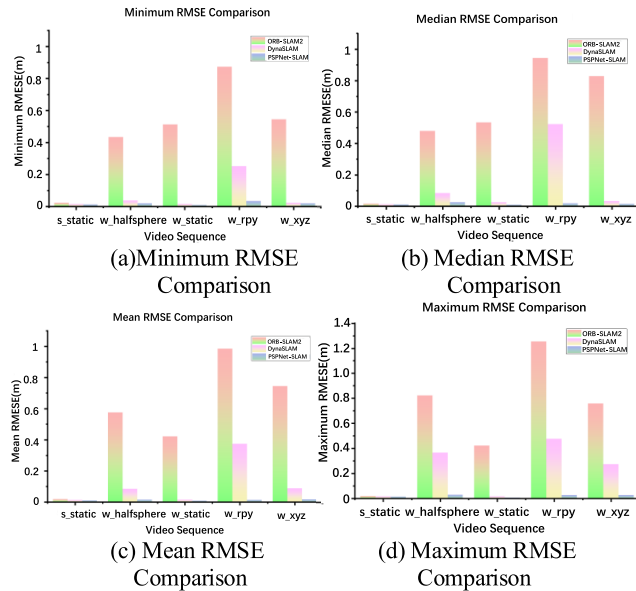 Minimum RMSE Comparison
ORB-SLAM2
DynaSLAM
PSPNet-SLAM
Minimum RMESE(m)
1
0.8
0.6
0.4
0.2
0
s_static w_halfsphere w_static w_rpy w_xyz
Video Sequence
(a)Minimum RMSE
Comparison
Median RMSE Comparison
ORB-SLAM2
DynaSLAM
PSPNet-SLAM
Median RMESE(m)
1
0.8
0.6
0.4
0.2
0
s_static w_halfsphere w_static w_rpy w_xyz
Video Sequence
(b) Median RMSE
Comparison
Mean RMSE Comparison
ORB-SLAM2
DynaSLAM
PSPNet-SLAM
Mean RMESE(m)
1
0.8
0.6
0.4
0.2
0
s_static w_halfsphere w_static w_rpy w_xyz
Video Sequence
(c) Mean RMSE
Comparison
Maximum RMSE Comparison
ORB-SLAM2
DynaSLAM
PSPNet-SLAM
Maximum RMESE(m)
1.4
1.2
1.0
0.8
0.6
0.4
0.2
0
s_static w_halfsphere w_static w_rpy w_xyz
Video Sequence
(d) Maximum RMSE
Comparison